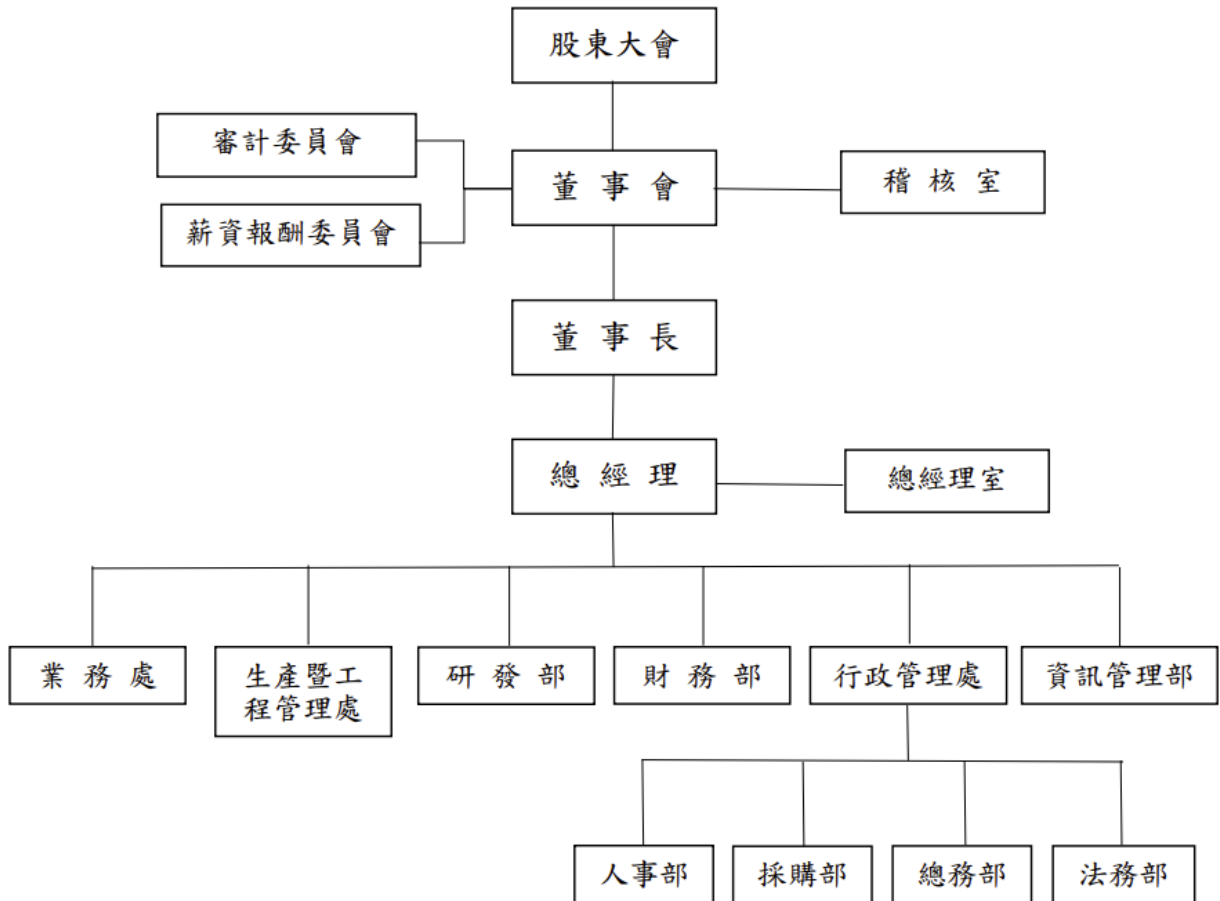 股東大會
審計委員會
董事會
稽核室
薪資報酬委員會
董事長
總經理
總經理室
業務處
生產暨工
程管理處
研發部
財務部
行政管理處
資訊管理部
人事部
採購部
總務部
法務部